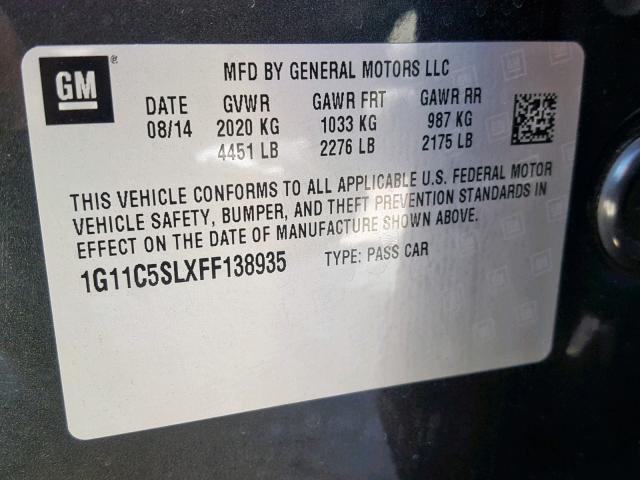 GM®
MFD BY GENERAL MOTORS LLC
DATE GVWR GAWR FRT GAWR RR
08/14 2020 KG 1033 KG 987 KG
4451 LB 2276 LB 2175 LB
THIS VEHICLE CONFORMS TO ALL APPLICABLE U.S. FEDERAL MOTOR
VEHICLE SAFETY, BUMPER, AND THEFT PREVENTION STANDARDS IN
EFFECT ON THE DATE OF MANUFACTURE SHOWN ABOVE.
1G11C5SLXFF138935 TYPE: PASS CAR